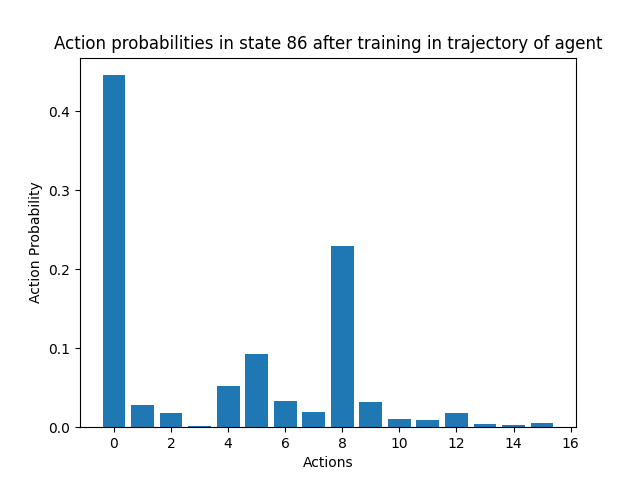 Action probabilities in state 86 after training in trajectory of agent
0.4
0.3
0.2
0.1
0.0
Action Probability
0 2 4 6 8 10 12 14 16
Actions